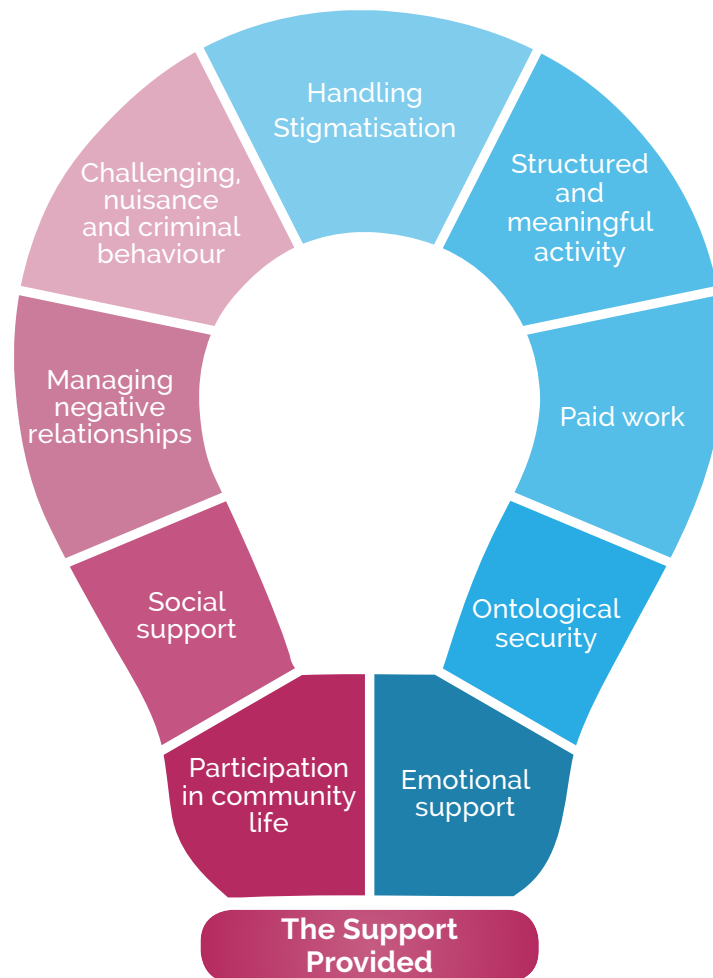 Handling
Stigmatisation
Structured
and
meaningful
activity
Challenging,
nuisance
and criminal
behaviour
Managing
negative
relationships
Paid work
Social
support
Ontological
security
Participation
in community
life
Emotional
support
The Support
Provided